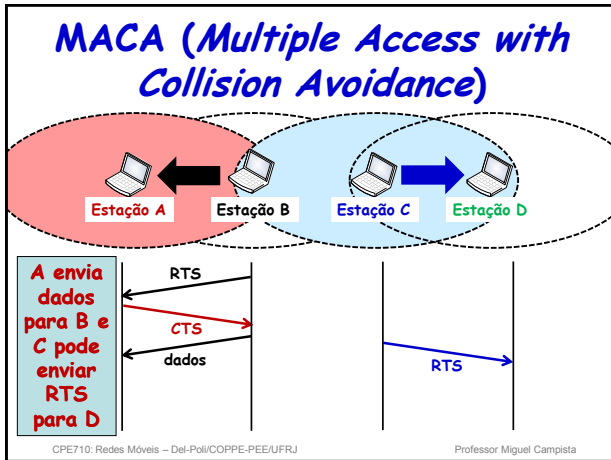 MACA (Multiple Access with
Collision Avoidance)
Estação A
Estação B
Estação C
Estação D
A envia
dados
para B e
C pode
enviar
RTS
para D
RTS
CTS
dados
RTS
CPE710: Redes Móveis – Del-Poli/COPPE-PEE/UFRJ
Professor Miguel Campista